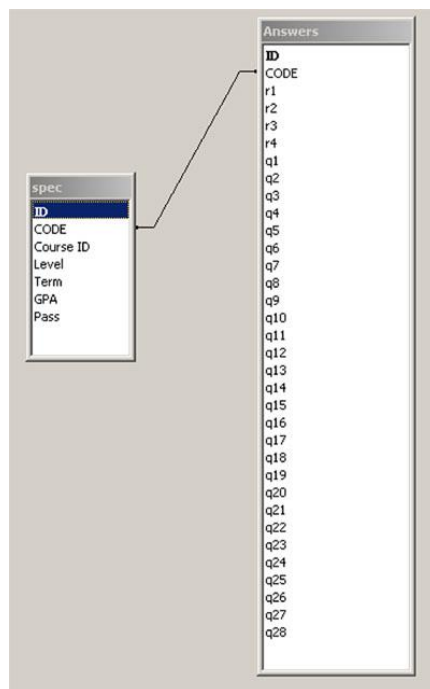 Answers
ID
CODE
r1
r2
r3
r4
q1
q2
q3
q4
q5
q6
q7
q8
q9
q10
q11
q12
q13
q14
q15
q16
q17
q18
q19
q20
q21
q22
q23
q24
q25
q26
q27
q28
spec
ID
CODE
Course ID
Level
Term
GPA
Pass